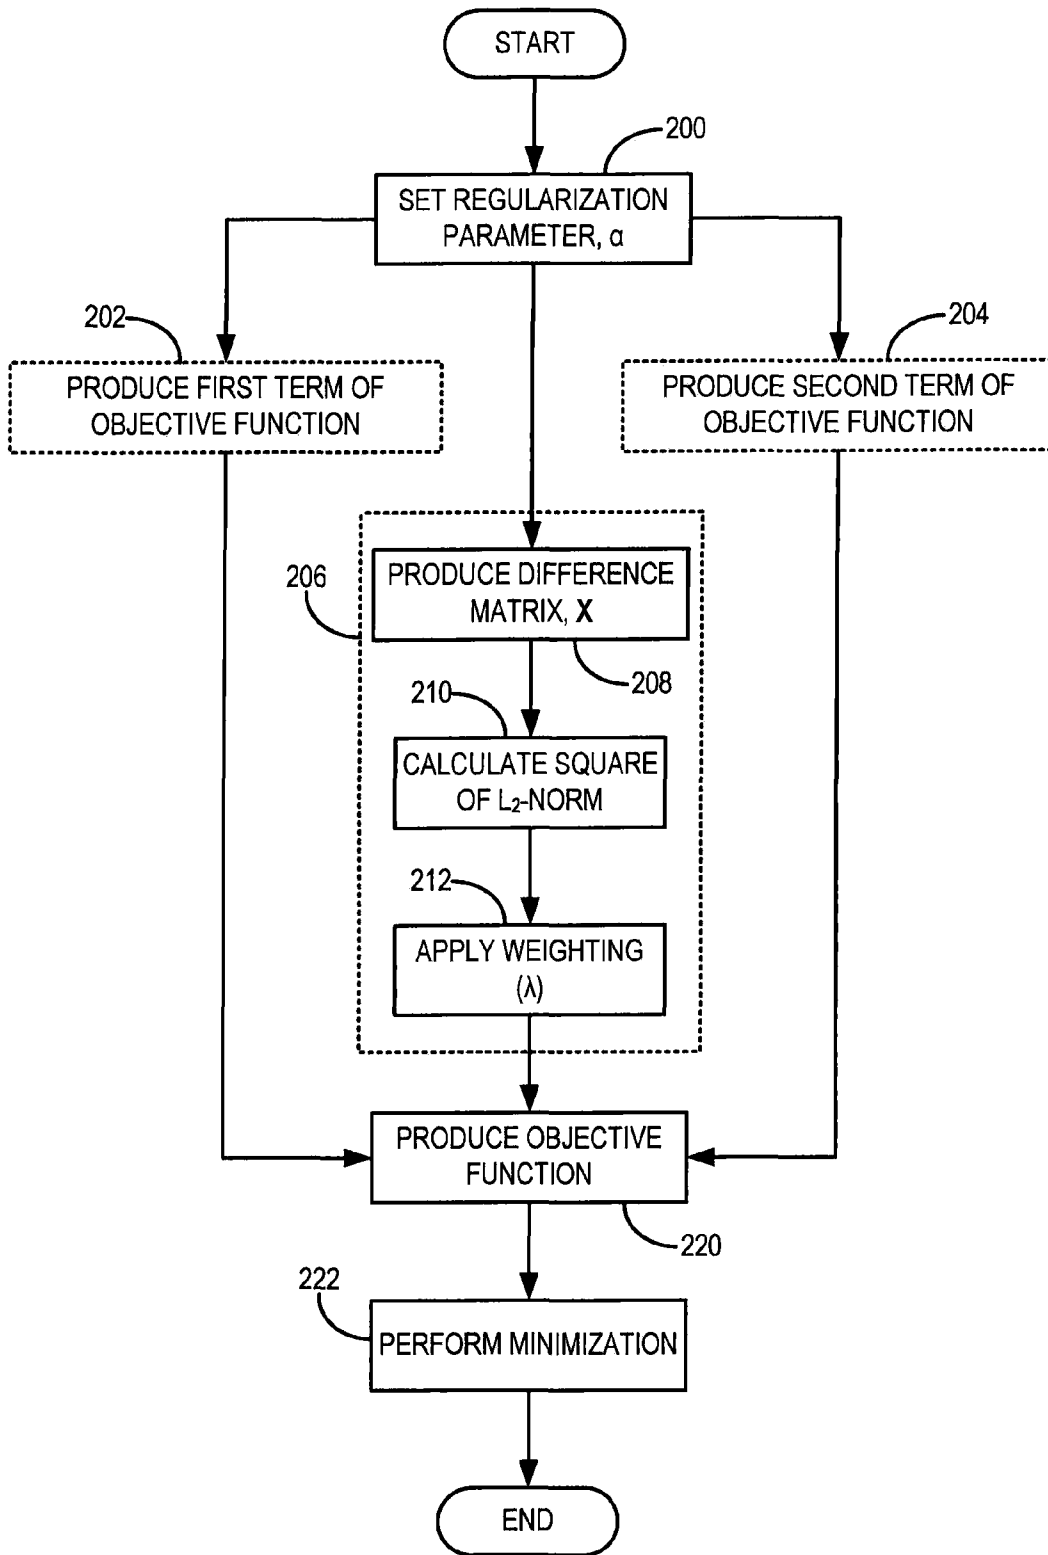 START
200
SET REGULARIZATION
PARAMETER, α
202
PRODUCE FIRST TERM OF
OBJECTIVE FUNCTION
204
PRODUCE SECOND TERM OF
OBJECTIVE FUNCTION
206
PRODUCE DIFFERENCE
MATRIX, X
208
210
CALCULATE SQUARE
OF L₂-NORM
212
APPLY WEIGHTING
(λ)
PRODUCE OBJECTIVE
FUNCTION
220
222
PERFORM MINIMIZATION
END